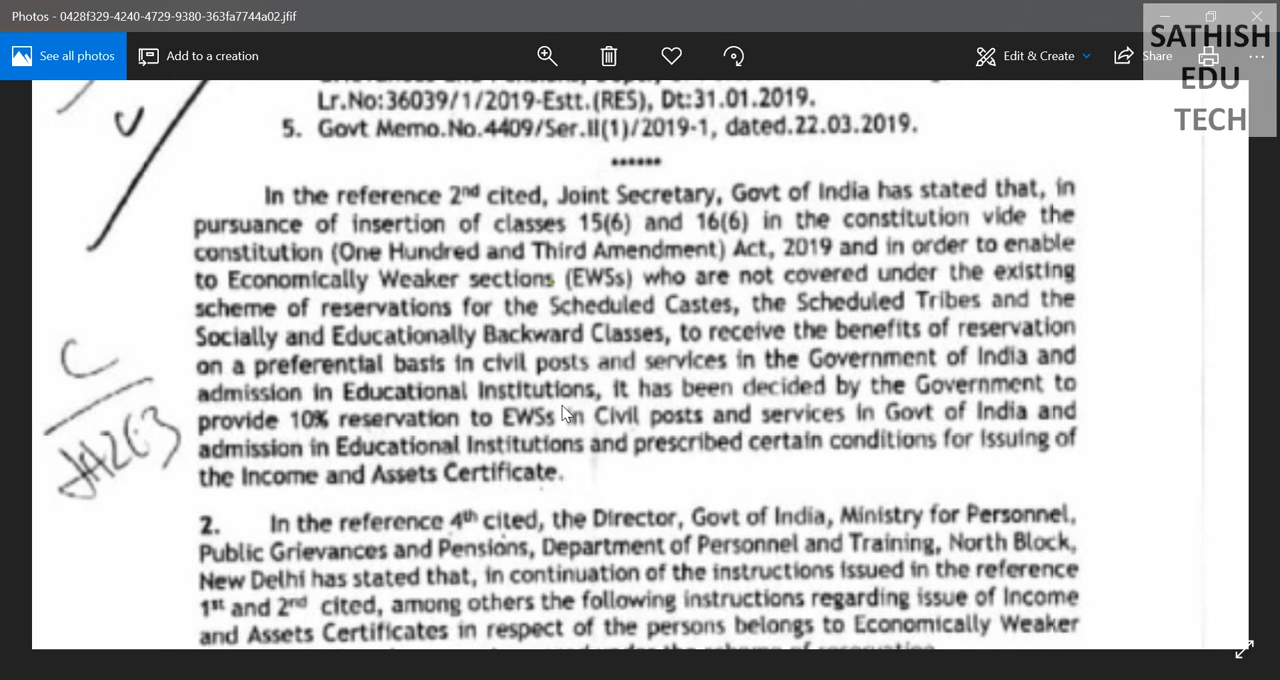 Photos - 0428f329-4240-4729-9380-363fa7744a02.jfif
See all photos
Add to a creation
Edit & Create
Share
SATHISH
EDU
TECH
Lr.No:36039/1/2019-Estt.(RES), Dt:31.01.2019.
5. Govt Memo.No.4409/Ser.II(1)/2019-1, dated.22.03.2019.
******
In the reference 2nd cited, Joint Secretary, Govt of India has stated that, in
pursuance of insertion of classes 15(6) and 16(6) in the constitution vide the
constitution (One Hundred and Third Amendment) Act, 2019 and in order to enable
to Economically Weaker sections (EWSs) who are not covered under the existing
scheme of reservations for the Scheduled Castes, the Scheduled Tribes and the
Socially and Educationally Backward Classes, to receive the benefits of reservation
on a preferential basis in civil posts and services in the Government of India and
admission in Educational Institutions, it has been decided by the Government to
provide 10% reservation to EWSs in Civil posts and services in Govt of India and
admission in Educational Institutions and prescribed certain conditions for issuing of
the Income and Assets Certificate.
2. In the reference 4th cited, the Director, Govt of India, Ministry for Personnel,
Public Grievances and Pensions, Department of Personnel and Training, North Block,
New Delhi has stated that, in continuation of the instructions issued in the reference
1st and 2nd cited, among others the following instructions regarding issue of Income
and Assets Certificates in respect of the persons belongs to Economically Weaker